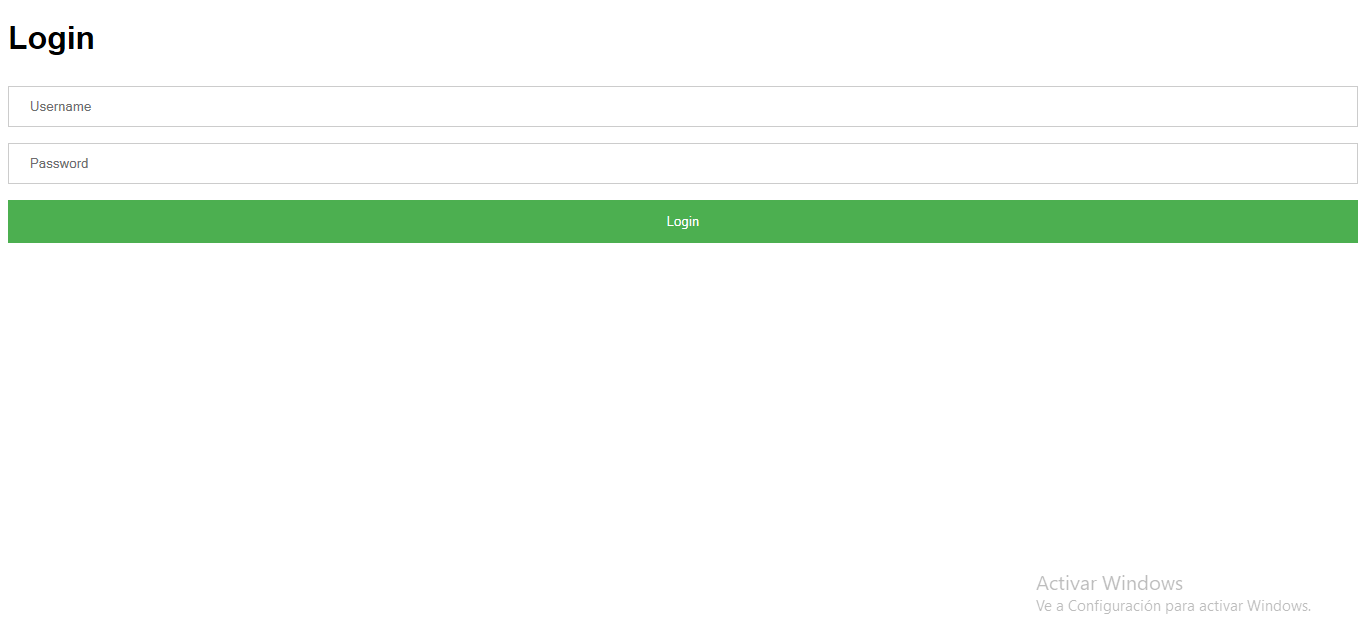 Login
Username
Password
Login
Activar Windows
Ve a Configuración para activar Windows.